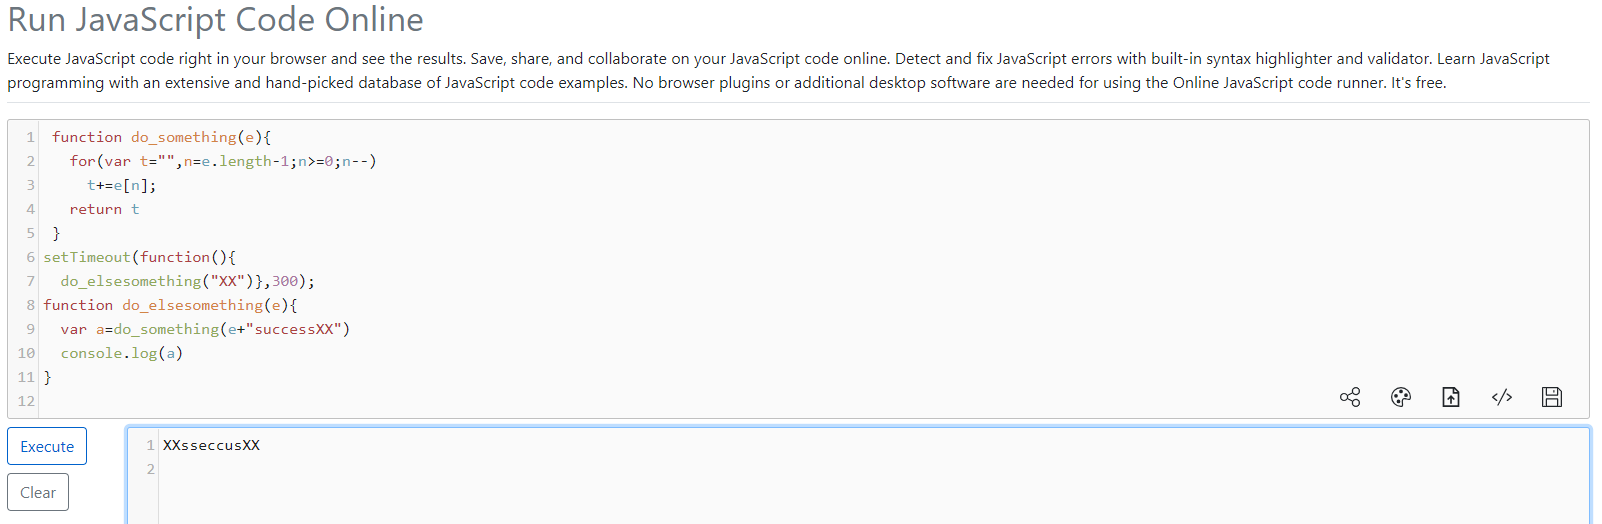 Run JavaScript Code Online
Execute JavaScript code right in your browser and see the results. Save, share, and collaborate on your JavaScript code online. Detect and fix JavaScript errors with built-in syntax highlighter and validator. Learn JavaScript
programming with an extensive and hand-picked database of JavaScript code examples. No browser plugins or additional desktop software are needed for using the Online JavaScript code runner. It's free.
1 function do_something(e){
2 for(var t="",n=e.length-1;n>=0;n--)
3 t+=e[n];
4 return t
5 }
6 setTimeout(function(){
7 do_elsesomething("XX")},300);
8 function do_elsesomething(e){
9 var a=do_something(e+"successXX")
10 console.log(a)
11 }
12
Execute
1 XXsseccusXX
2
Clear